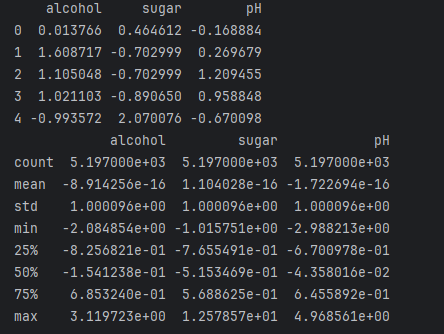 alcohol     sugar        pH
0  0.013766  0.464612 -0.168884
1  1.608717 -0.702999  0.269679
2  1.105048 -0.702999  1.209455
3  1.021103 -0.890650  0.958848
4 -0.993572  2.070076 -0.670098
            alcohol         sugar            pH
count  5.197000e+03  5.197000e+03  5.197000e+03
mean  -8.914256e-16  1.104028e-16 -1.722694e-16
std    1.000096e+00  1.000096e+00  1.000096e+00
min   -2.084854e+00 -1.015751e+00 -2.988213e+00
25%   -8.256821e-01 -7.655491e-01 -6.700978e-01
50%   -1.541238e-01 -5.153469e-01 -4.358016e-02
75%    6.853240e-01  5.688625e-01  6.455892e-01
max    3.119723e+00  1.257857e+01  4.968561e+00